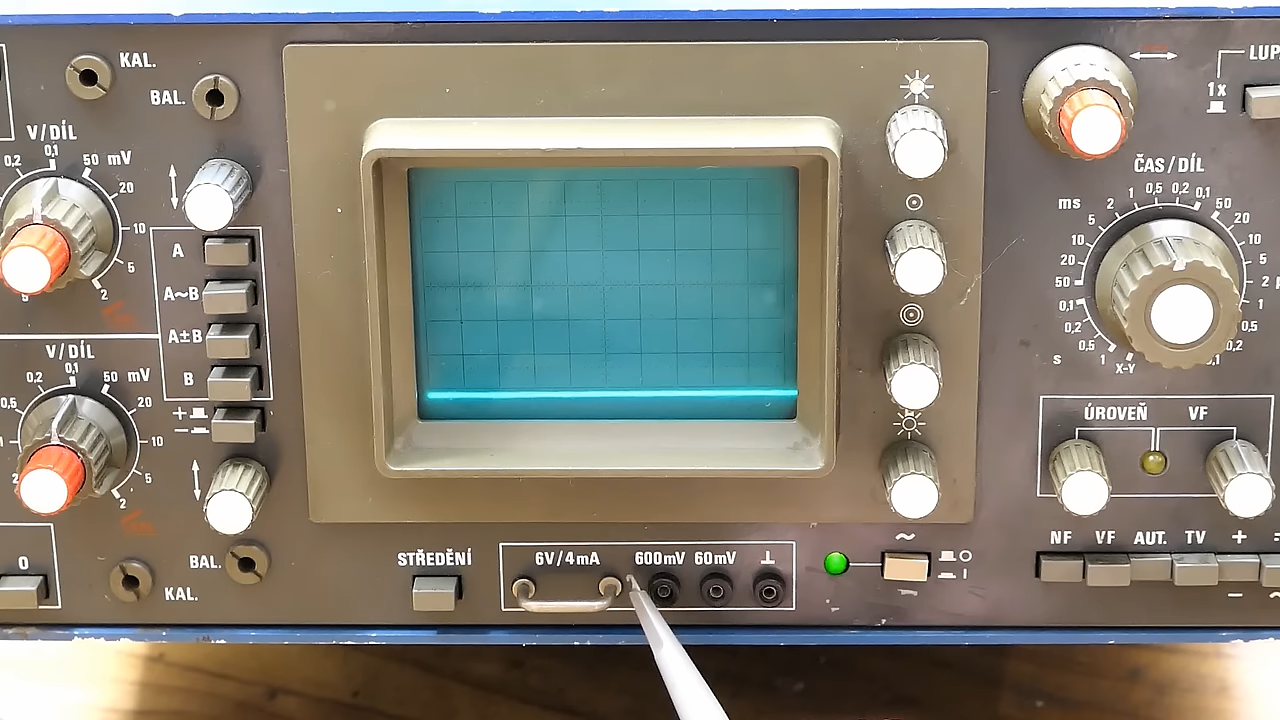 KAL.
BAL.
V/DÍL
0,2 0,1 50 mV
20
10
5
2
A
A~B
A±B
B
+
−
V/DÍL
0,5 0,2 0,1 50 mV
20
10
5
2
1
2
BAL.
KAL.
O
STŘEDĚNÍ
6V/4mA 600mV 60mV ⊥
~
O
I
1x
ČAS/DÍL
ms 5 2 1 0,5 0,2 0,1 50 20
10 10
20 5
50 2
0,1 1
0,2 0,5
0,5 0,2
s 1 X-Y 0,1
ÚROVEŇ VF
NF VF AUT. TV +
−